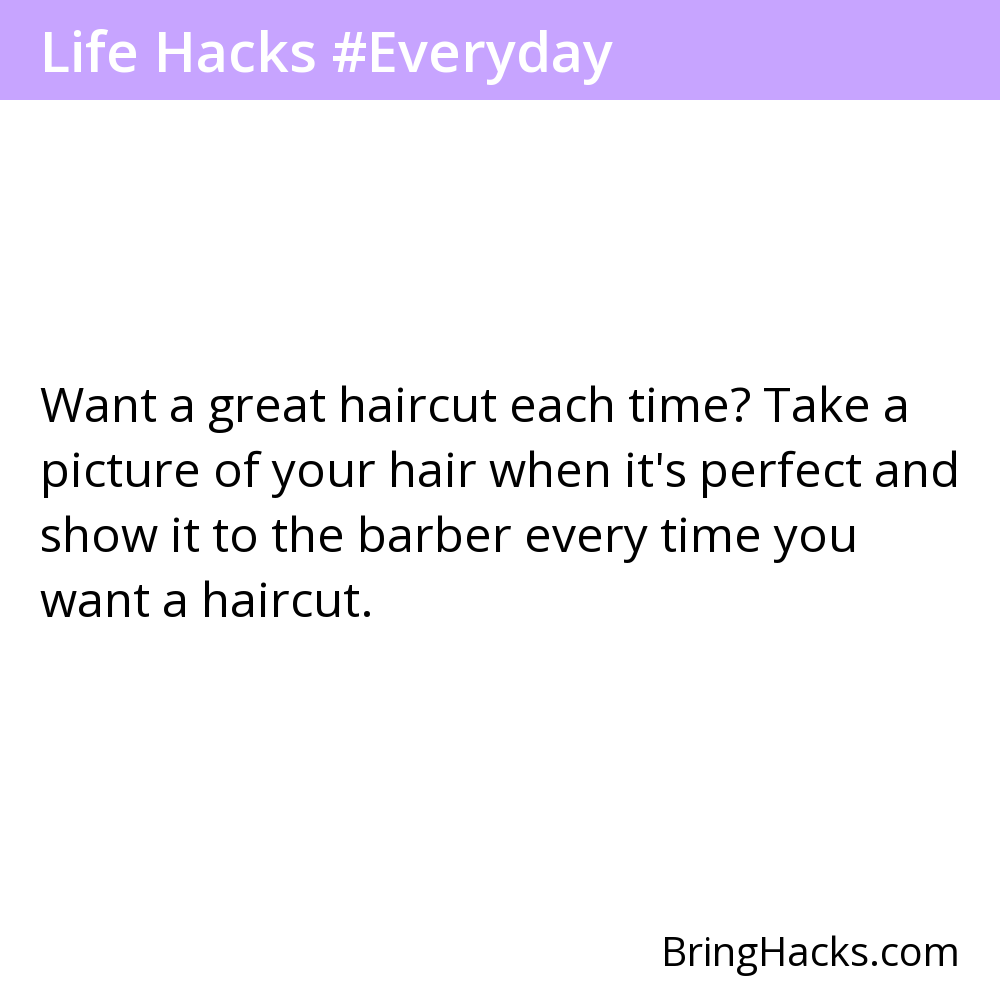 Life Hacks #Everyday
Want a great haircut each time? Take a
picture of your hair when it's perfect and
show it to the barber every time you
want a haircut.
BringHacks.com